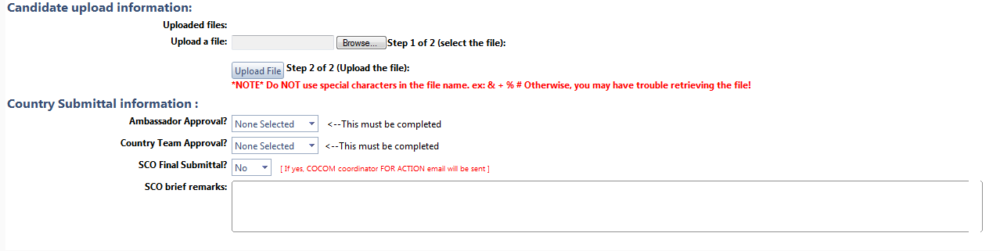 Candidate upload information:
Uploaded files:
Upload a file: Browse... Step 1 of 2 (select the file):
Upload File Step 2 of 2 (Upload the file):
*NOTE* Do NOT use special characters in the file name. ex: & + % # Otherwise, you may have trouble retrieving the file!
Country Submittal information :
Ambassador Approval? None Selected <--This must be completed
Country Team Approval? None Selected <--This must be completed
SCO Final Submittal? No [ If yes, COCOM coordinator FOR ACTION email will be sent ]
SCO brief remarks: